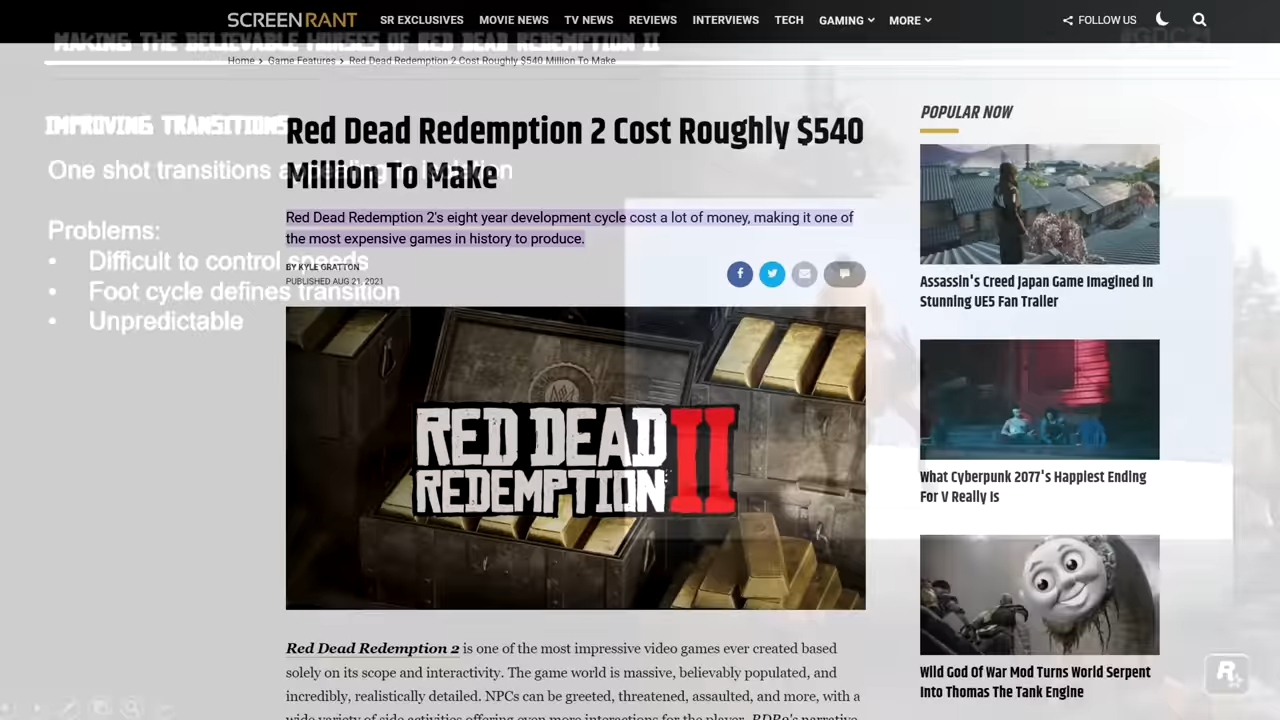 SCREENRANT SR EXCLUSIVES MOVIE NEWS TV NEWS REVIEWS INTERVIEWS TECH GAMING MORE FOLLOW US
MAKING THE BELIEVABLE HORSES OF RED DEAD REDEMPTION II
Home > Game Features > Red Dead Redemption 2 Cost Roughly $540 Million To Make
IMPROVING TRANSITIONS
One shot transitions
Problems:
• Difficult to control speeds
• Foot cycle defines transition
• Unpredictable
Red Dead Redemption 2 Cost Roughly $540
Million To Make
Red Dead Redemption 2's eight year development cycle cost a lot of money, making it one of
the most expensive games in history to produce.
BY KYLE GRATTON
PUBLISHED AUG 21, 2021
RED DEAD
REDEMPTION II
Red Dead Redemption 2 is one of the most impressive video games ever created based
solely on its scope and interactivity. The game world is massive, believably populated, and
incredibly, realistically detailed. NPCs can be greeted, threatened, assaulted, and more, with a
wide variety of side activities offering even more interactions for the player. RDR2's narrative
POPULAR NOW
Assassin's Creed Japan Game Imagined In
Stunning UE5 Fan Trailer
What Cyberpunk 2077's Happiest Ending
For V Really Is
Wild God Of War Mod Turns World Serpent
Into Thomas The Tank Engine
R